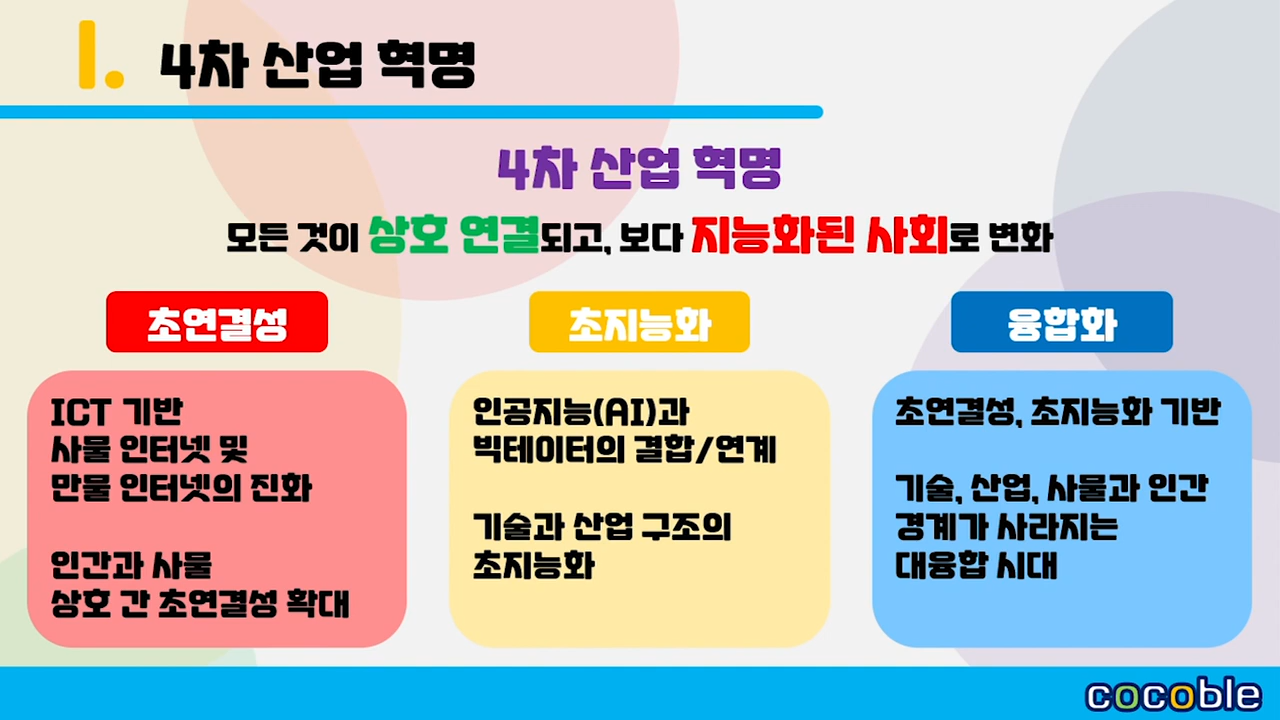 I. 4차 산업 혁명
4차 산업 혁명
모든 것이 상호 연결되고, 보다 지능화된 사회로 변화
초연결성
ICT 기반
사물 인터넷 및
만물 인터넷의 진화
인간과 사물
상호 간 초연결성 확대
초지능화
인공지능(AI)과
빅테이터의 결합/연계
기술과 산업 구조의
초지능화
융합화
초연결성, 초지능화 기반
기술, 산업, 사물과 인간
경계가 사라지는
대융합 시대
cocoble